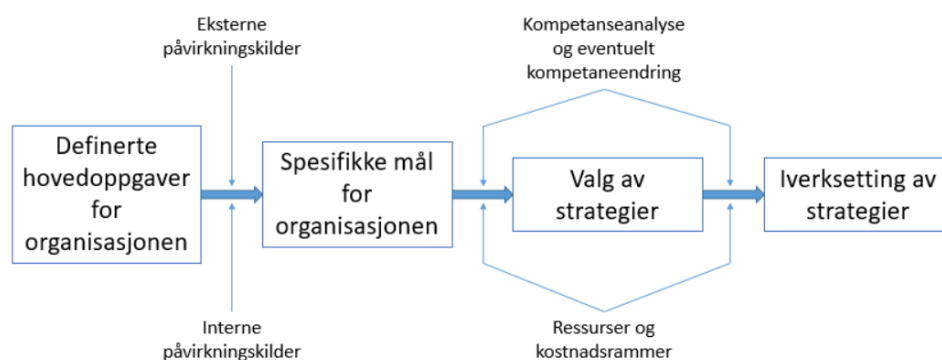 Eksterne
påvirkningskilder
Kompetanseanalyse
og eventuelt
kompetaneendring
Definerte
hovedoppgaver
for
organisasjonen
Spesifikke mål
for
organisasjonen
Valg av
strategier
Iverksetting av
strategier
Interne
påvirkningskilder
Ressurser og
kostnadsrammer